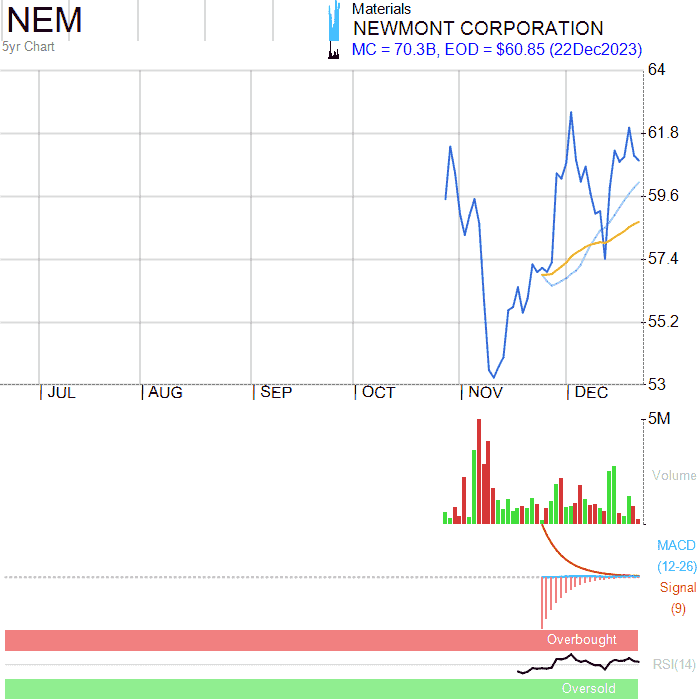 NEM
5yr Chart
Materials
NEWMONT CORPORATION
MC = 70.3B, EOD = $60.85 (22Dec2023)
64
61.8
59.6
57.4
55.2
53
JUL AUG SEP OCT NOV DEC
5M
Volume
MACD
(12-26)
Signal
(9)
Overbought
RSI(14)
Oversold